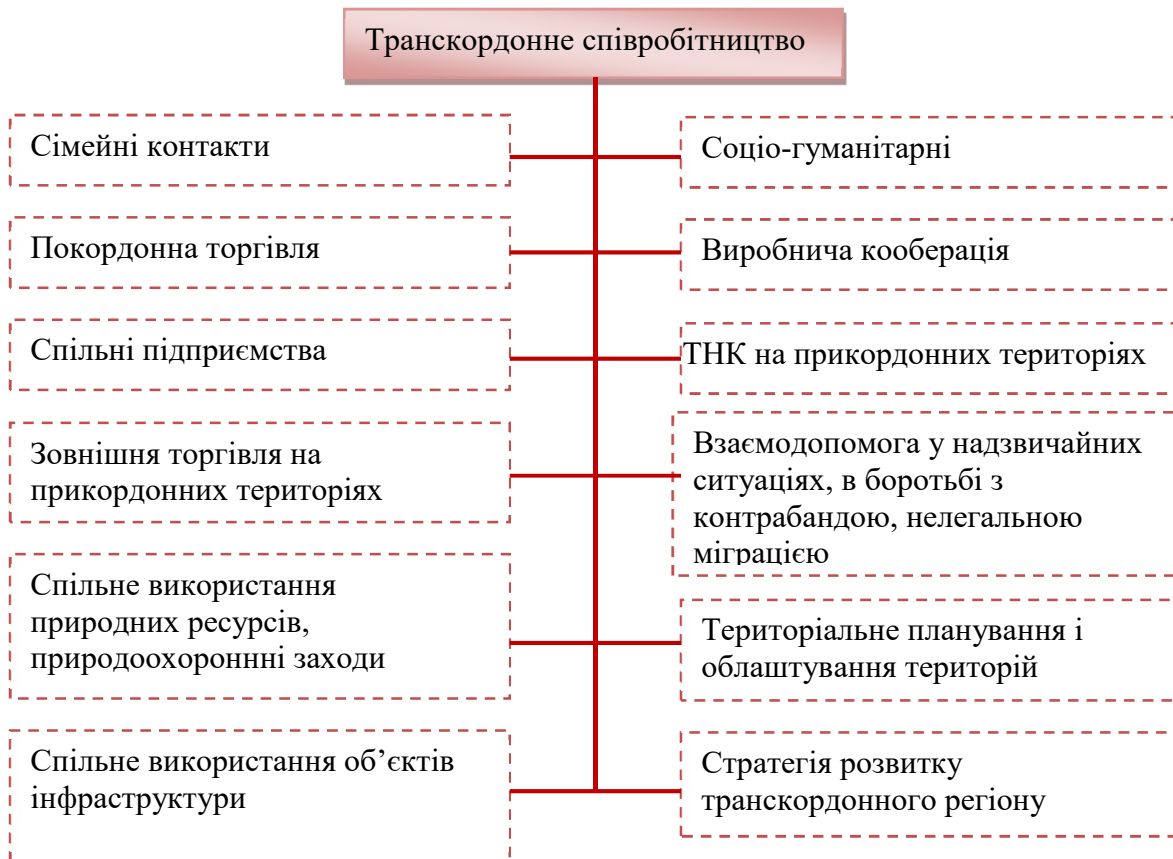 Транскордонне співробітництво
Сімейні контакти
Соціо-гуманітарні
Покордонна торгівля
Виробнича кооберація
Спільні підприємства
ТНК на прикордонних територіях
Зовнішня торгівля на
прикордонних територіях
Взаємодопомога у надзвичайних
ситуаціях, в боротьбі з
контрабандою, нелегальною
міграцією
Спільне використання
природних ресурсів,
природоохороннні заходи
Територіальне планування і
облаштування територій
Спільне використання об’єктів
інфраструктури
Стратегія розвитку
транскордонного регіону